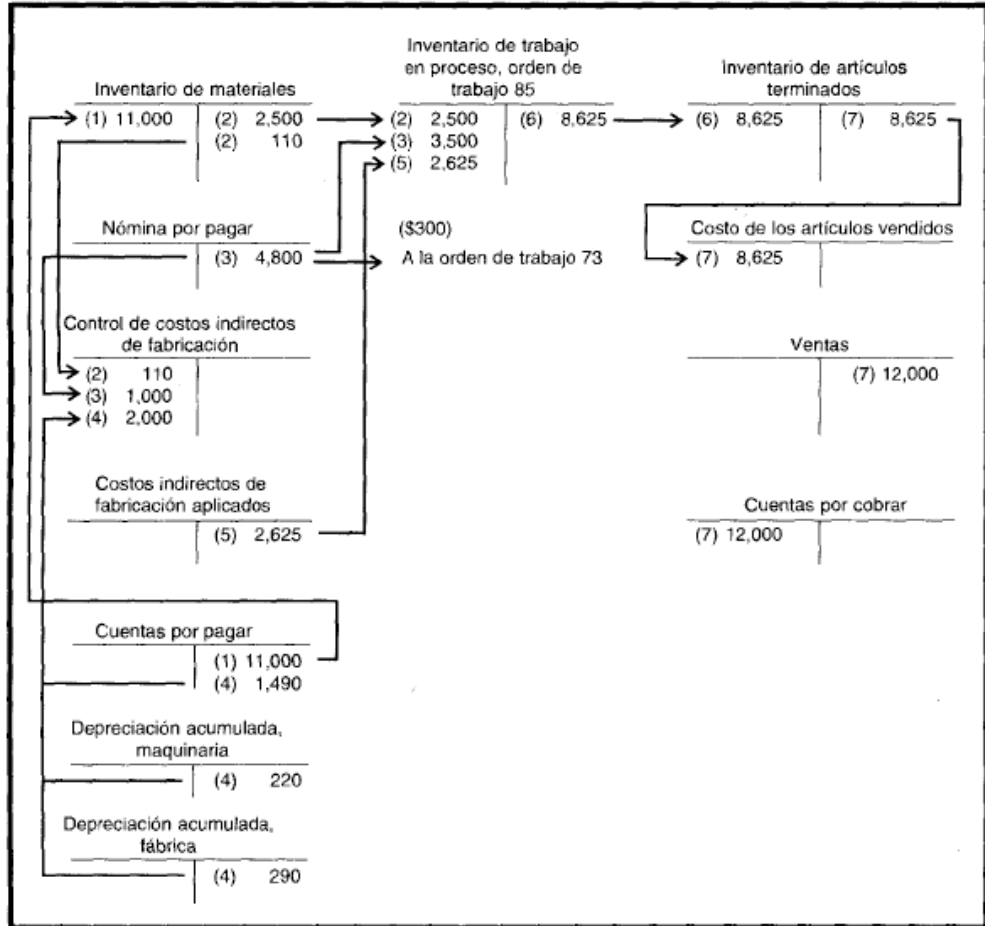 Inventario de materiales
(1) 11,000 (2) 2,500
(2) 110
Nómina por pagar
(3) 4,800
Control de costos indirectos
de fabricación
(2) 110
(3) 1,000
(4) 2,000
Costos indirectos de
fabricación aplicados
(5) 2,625
Cuentas por pagar
(1) 11,000
(4) 1,490
Depreciación acumulada,
maquinaria
(4) 220
Depreciación acumulada,
fábrica
(4) 290
Inventario de trabajo
en proceso, orden de
trabajo 85
(2) 2,500 (6) 8,625
(3) 3,500
(5) 2,625
($300)
A la orden de trabajo 73
Inventario de artículos
terminados
(6) 8,625 (7) 8,625
Costo de los artículos vendidos
(7) 8,625
Ventas
(7) 12,000
Cuentas por cobrar
(7) 12,000